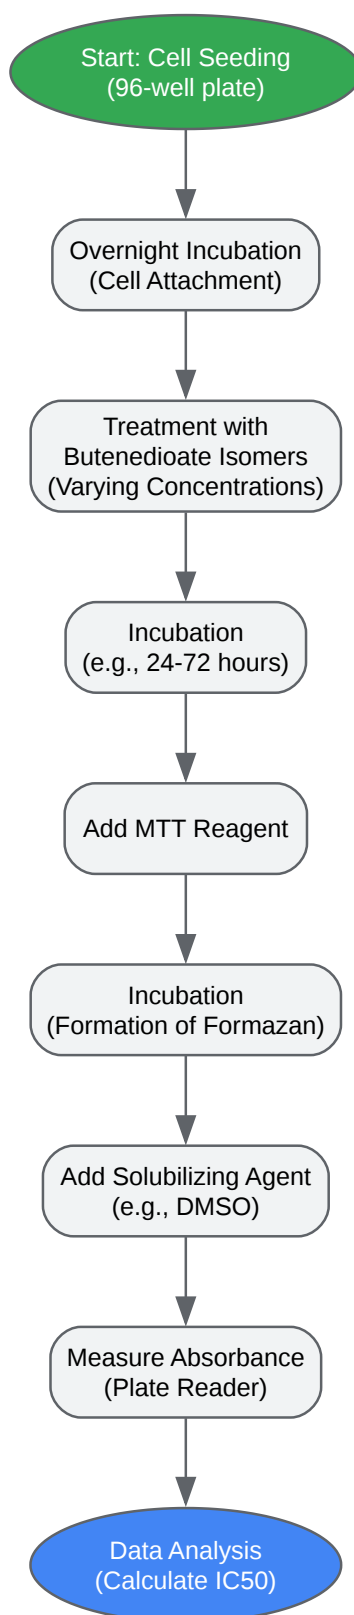 Start: Cell Seeding
(96-well plate)
Overnight Incubation
(Cell Attachment)
Treatment with
Butenedioate Isomers
(Varying Concentrations)
Incubation
(e.g., 24-72 hours)
Add MTT Reagent
Incubation
(Formation of Formazan)
Add Solubilizing Agent
(e.g., DMSO)
Measure Absorbance
(Plate Reader)
Data Analysis
(Calculate IC50)